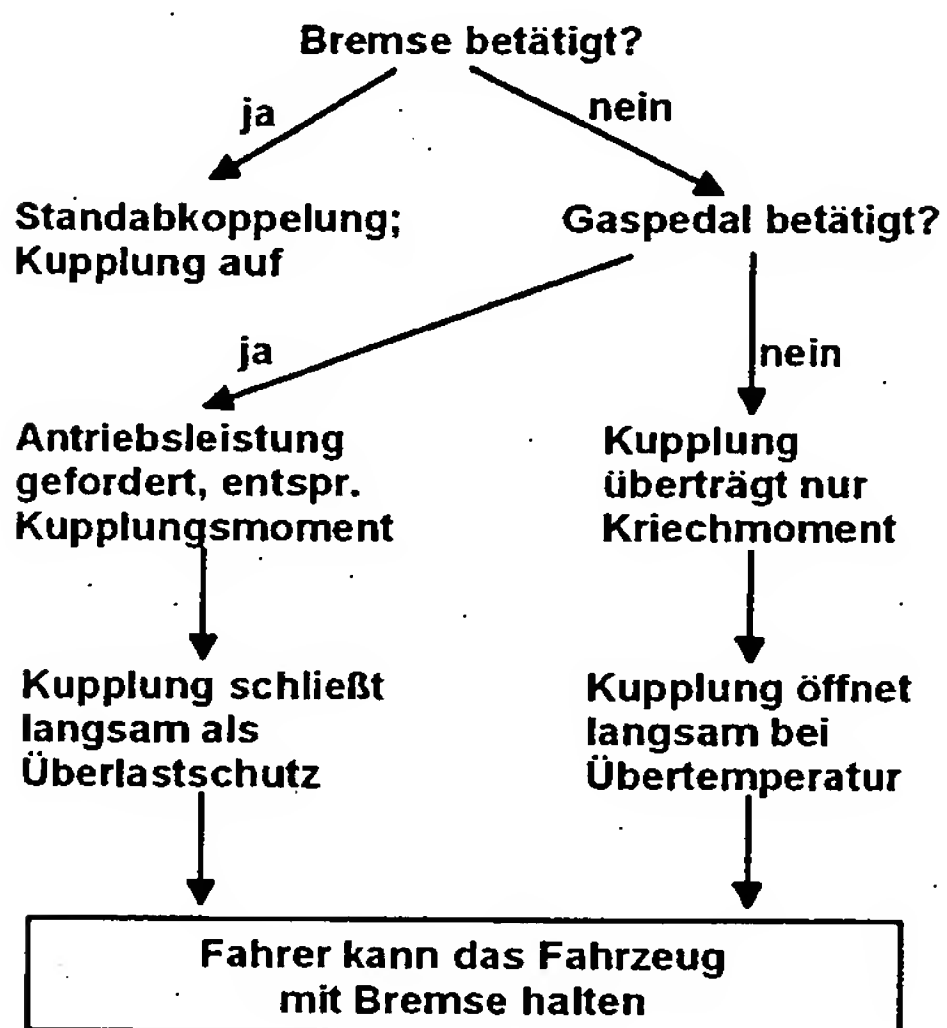 Bremse betätigt?
ja
nein
Standabkoppelung;
Kupplung auf
Gaspedal betätigt?
ja
nein
Antriebsleistung
gefordert, entspr.
Kupplungsmoment
Kupplung
überträgt nur
Kriechmoment
Kupplung schließt
langsam als
Überlastschutz
Kupplung öffnet
langsam bei
Übertemperatur
Fahrer kann das Fahrzeug
mit Bremse halten